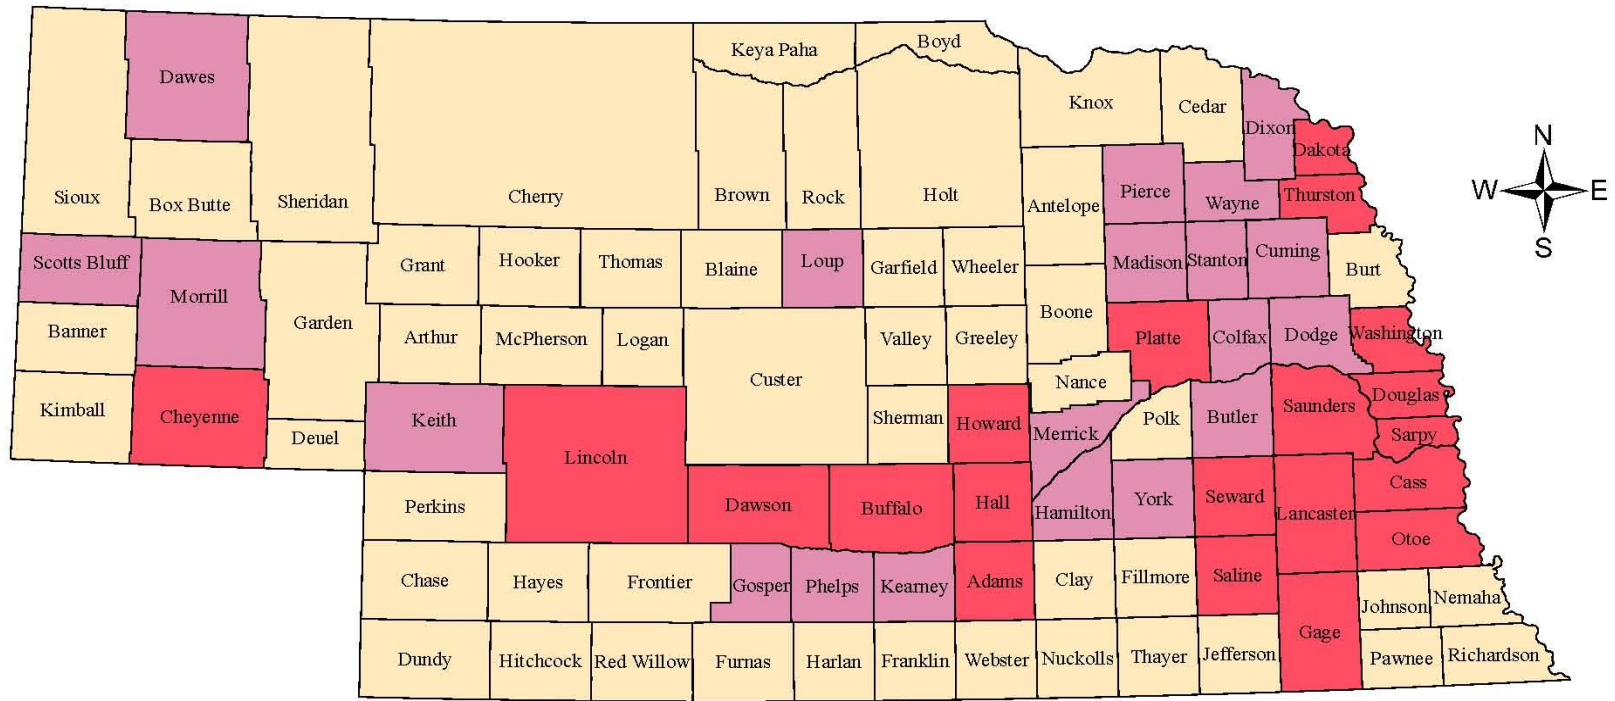 Keya Paha
Boyd
Dawes
Knox
Cedar
Dixon
Dakota
N
W
E
S
Sioux
Box Butte
Sheridan
Cherry
Brown
Rock
Holt
Antelope
Pierce
Wayne
Thurston
Scotts Bluff
Morrill
Grant
Hooker
Thomas
Blaine
Loup
Garfield
Wheeler
Madison
Stanton
Cuming
Burt
Banner
Garden
Arthur
McPherson
Logan
Custer
Valley
Greeley
Boone
Platte
Colfax
Dodge
Washington
Kimball
Cheyenne
Deuel
Keith
Lincoln
Sherman
Howard
Nance
Merrick
Polk
Butler
Saunders
Douglas
Sarpy
Perkins
Dawson
Buffalo
Hall
Hamilton
York
Seward
Lancaster
Cass
Otoe
Chase
Hayes
Frontier
Gosper
Phelps
Kearney
Adams
Clay
Fillmore
Saline
Gage
Johnson
Nemaha
Dundy
Hitchcock
Red Willow
Furnas
Harlan
Franklin
Webster
Nuckolls
Thayer
Jefferson
Pawnee
Richardson